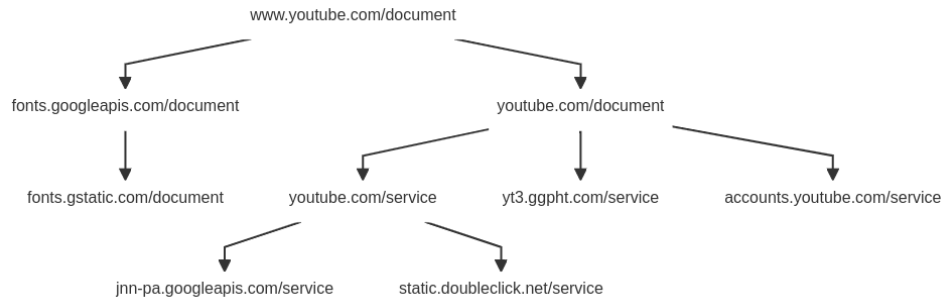 www.youtube.com/document
fonts.googleapis.com/document
youtube.com/document
fonts.gstatic.com/document
youtube.com/service
yt3.ggpht.com/service
accounts.youtube.com/service
jnn-pa.googleapis.com/service
static.doubleclick.net/service